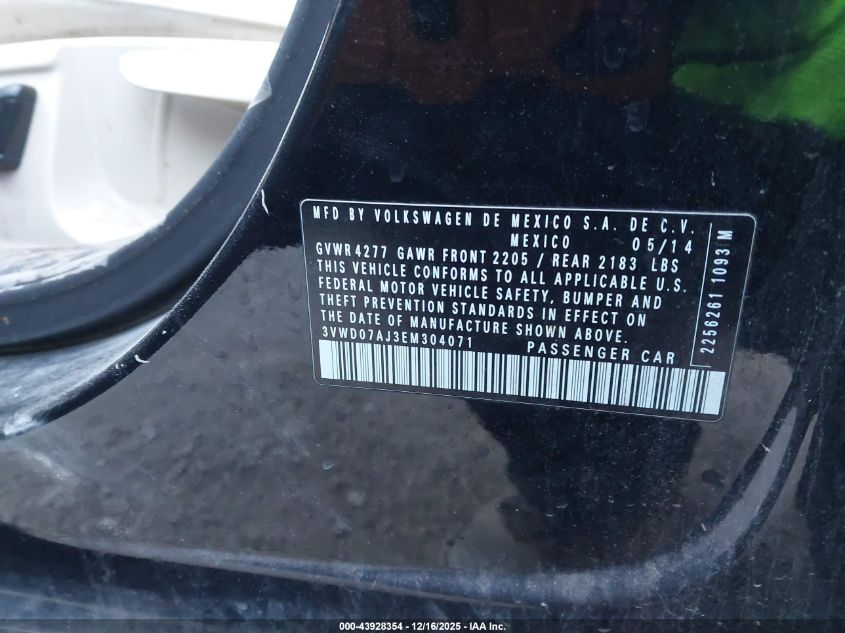 MFD BY VOLKSWAGEN DE MEXICO S.A. DE C.V.
MEXICO 05/14
GVWR 4277 GAWR FRONT 2205 / REAR 2183 LBS
THIS VEHICLE CONFORMS TO ALL APPLICABLE U.S.
FEDERAL MOTOR VEHICLE SAFETY, BUMPER AND
THEFT PREVENTION STANDARDS IN EFFECT ON
THE DATE OF MANUFACTURE SHOWN ABOVE.
3VWD07AJ3EM304071 PASSENGER CAR
2256261 1093 M
000-43928354 - 12/16/2025 - IAA Inc.